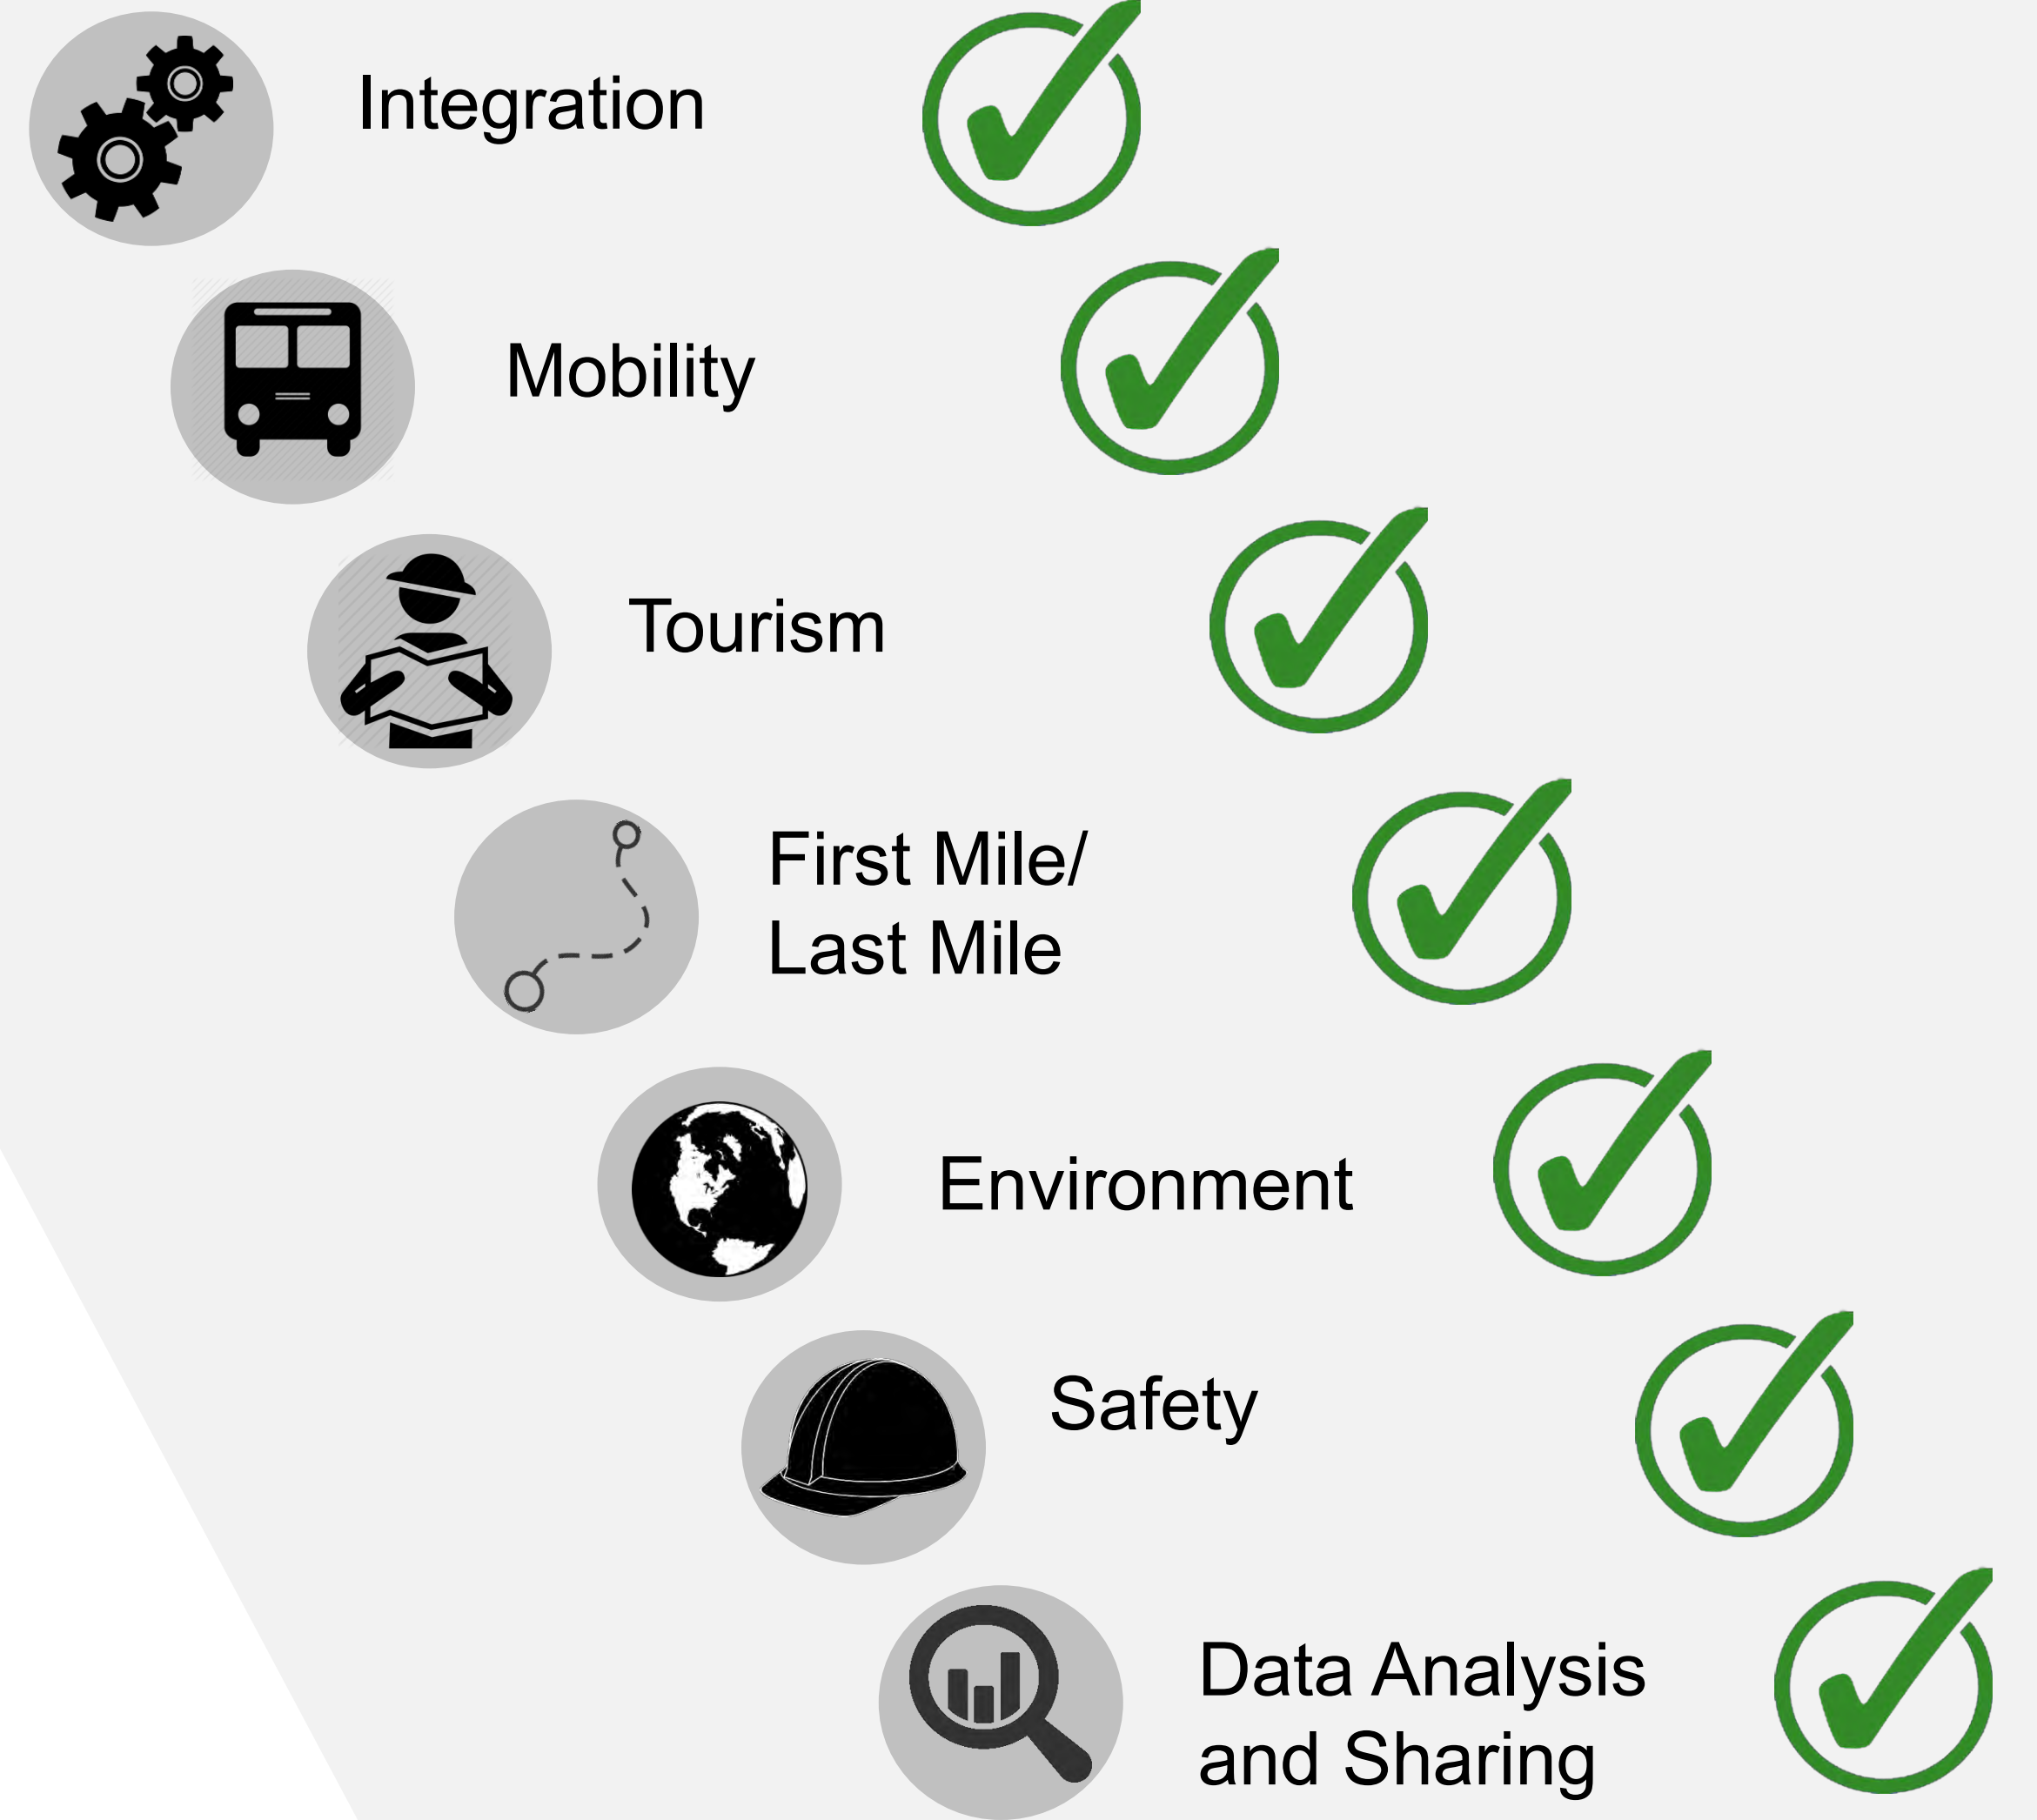 Integration
Mobility
Tourism
First Mile/
Last Mile
Environment
Safety
Data Analysis
and Sharing